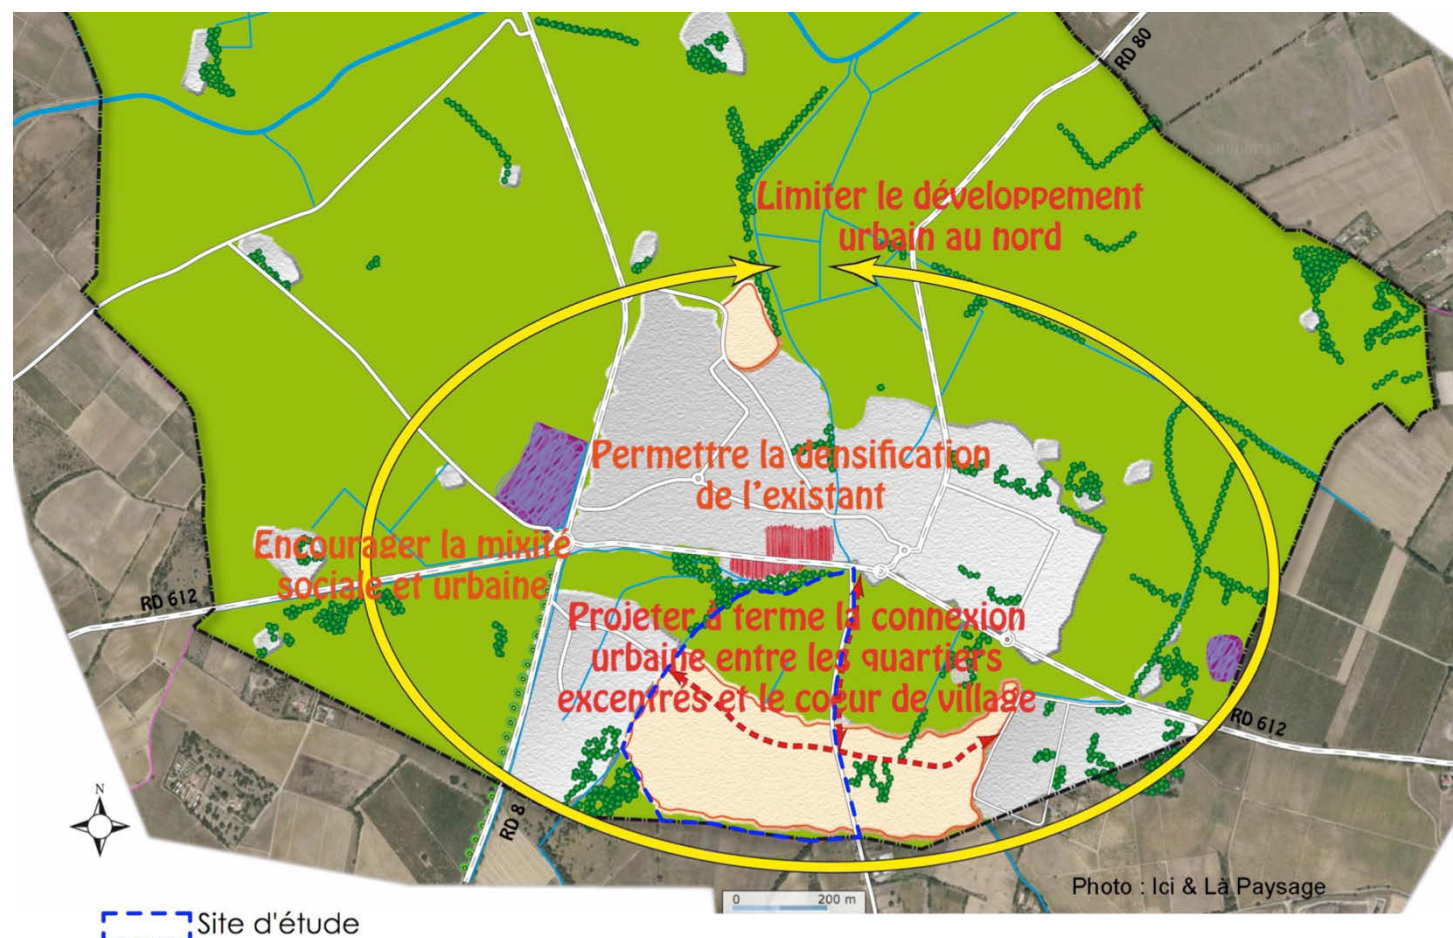 RD 80
Limiter le développement
urbain au nord
Permettre la densification
de l'existant
Encourager la mixité
sociale et urbaine
RD 612
Projeter à terme la connexion
urbaine entre les quartiers
excentrés et le coeur de village
RD 612
N
RD 8
Photo : Ici & Là Paysage
0 200 m
Site d'étude